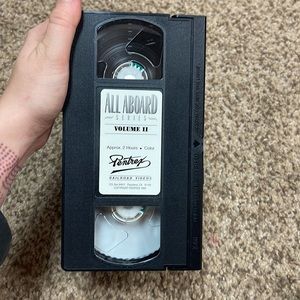 ALL ABOARD
SERIES
VOLUME II
Approx. 2 Hours • Color
Pentrex
RAILROAD VIDEOS